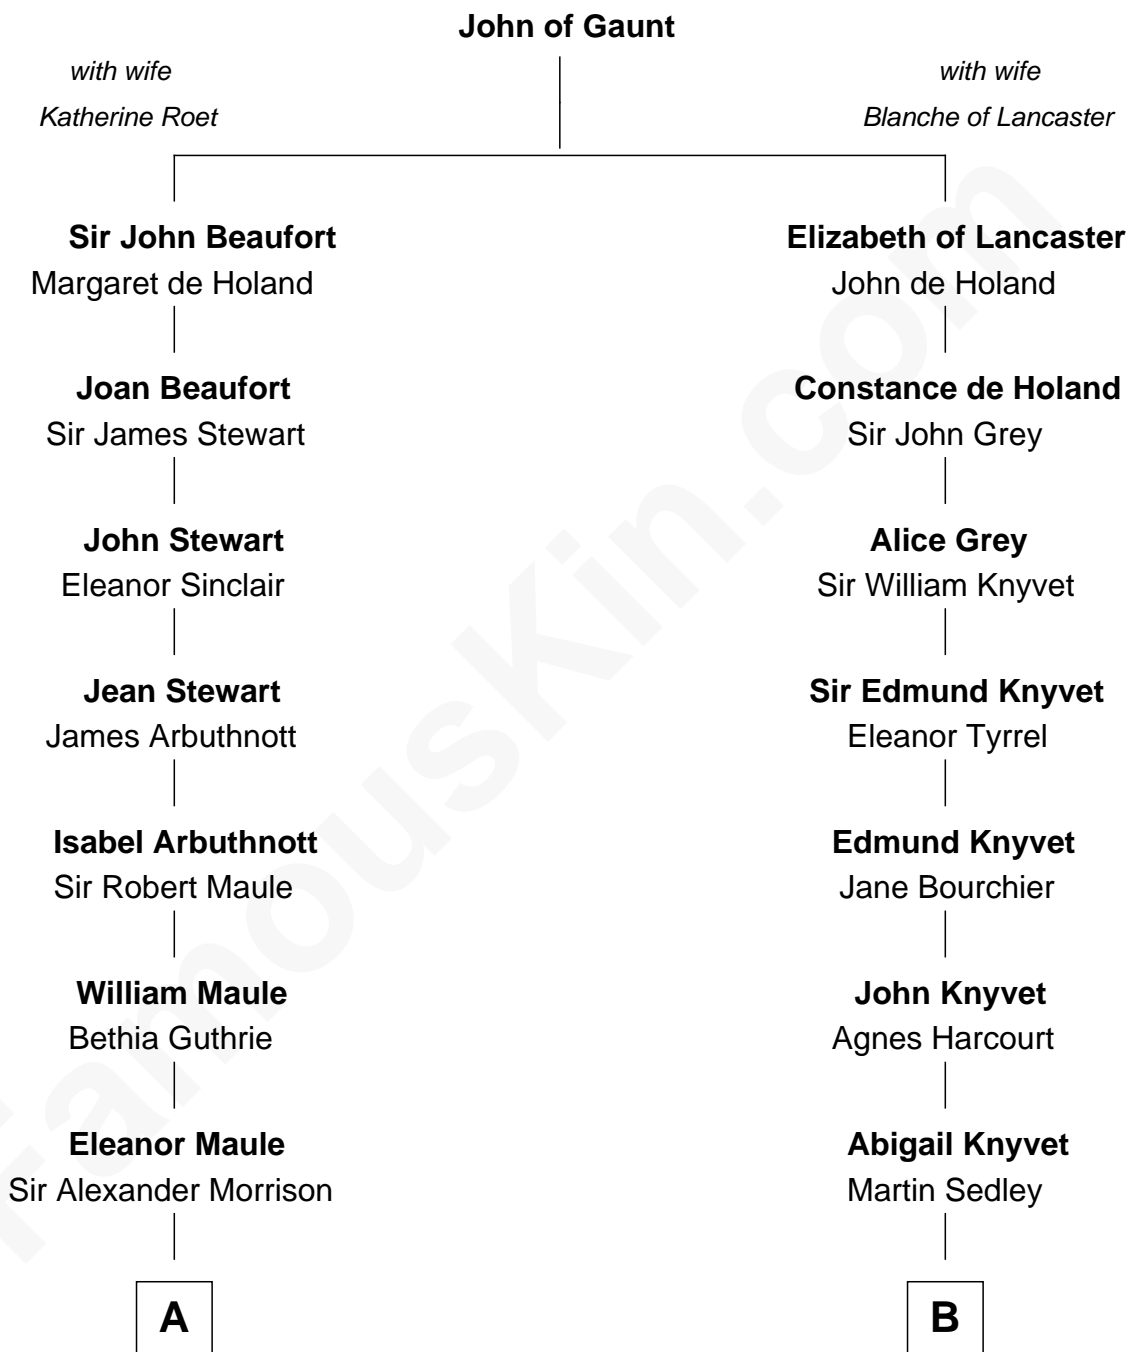 John of Gaunt
with wife
Katherine Roet
with wife
Blanche of Lancaster
Sir John Beaufort
Margaret de Holand
Elizabeth of Lancaster
John de Holand
Joan Beaufort
Sir James Stewart
Constance de Holand
Sir John Grey
John Stewart
Eleanor Sinclair
Alice Grey
Sir William Knyvet
Jean Stewart
James Arbuthnott
Sir Edmund Knyvet
Eleanor Tyrrel
Isabel Arbuthnott
Sir Robert Maule
Edmund Knyvet
Jane Bourchier
William Maule
Bethia Guthrie
John Knyvet
Agnes Harcourt
Eleanor Maule
Sir Alexander Morrison
Abigail Knyvet
Martin Sedley
A
B
FamousKin.com